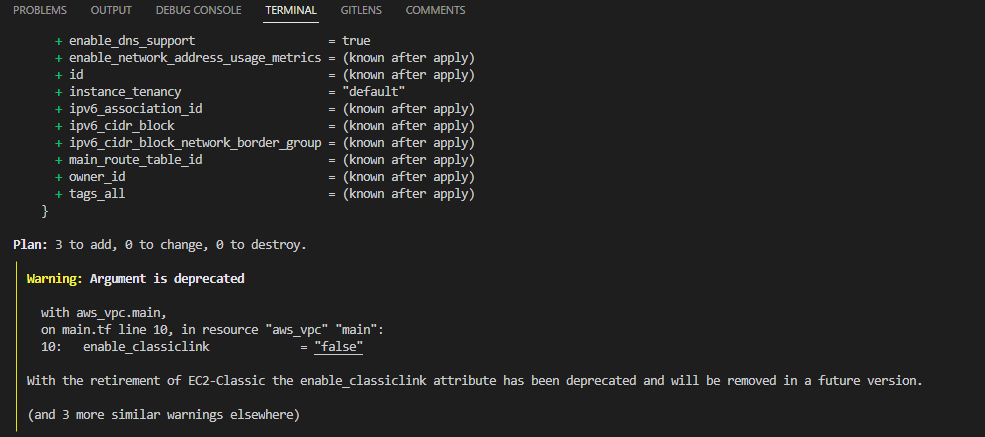 PROBLEMS OUTPUT DEBUG CONSOLE TERMINAL GITLENS COMMENTS
+ enable_dns_support = true
+ enable_network_address_usage_metrics = (known after apply)
+ id = (known after apply)
+ instance_tenancy = "default"
+ ipv6_association_id = (known after apply)
+ ipv6_cidr_block = (known after apply)
+ ipv6_cidr_block_network_border_group = (known after apply)
+ main_route_table_id = (known after apply)
+ owner_id = (known after apply)
+ tags_all = (known after apply)
}
Plan: 3 to add, 0 to change, 0 to destroy.
Warning: Argument is deprecated
with aws_vpc.main,
on main.tf line 10, in resource "aws_vpc" "main":
10: enable_classiclink = "false"
With the retirement of EC2-Classic the enable_classiclink attribute has been deprecated and will be removed in a future version.
(and 3 more similar warnings elsewhere)